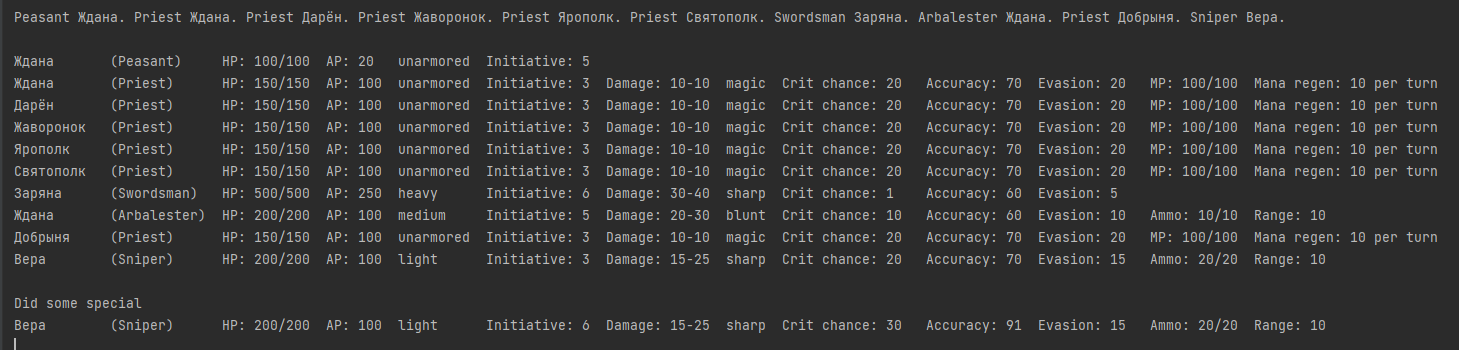 Peasant Ждана. Priest Ждана. Priest Дарён. Priest Жаворонок. Priest Ярополк. Priest Святополк. Swordsman Заряна. Arbalester Ждана. Priest Добрыня. Sniper Вера.
Ждана (Peasant) HP: 100/100 AP: 20 unarmored Initiative: 5
Ждана (Priest) HP: 150/150 AP: 100 unarmored Initiative: 3 Damage: 10-10 magic Crit chance: 20 Accuracy: 70 Evasion: 20 MP: 100/100 Mana regen: 10 per turn
Дарён (Priest) HP: 150/150 AP: 100 unarmored Initiative: 3 Damage: 10-10 magic Crit chance: 20 Accuracy: 70 Evasion: 20 MP: 100/100 Mana regen: 10 per turn
Жаворонок (Priest) HP: 150/150 AP: 100 unarmored Initiative: 3 Damage: 10-10 magic Crit chance: 20 Accuracy: 70 Evasion: 20 MP: 100/100 Mana regen: 10 per turn
Ярополк (Priest) HP: 150/150 AP: 100 unarmored Initiative: 3 Damage: 10-10 magic Crit chance: 20 Accuracy: 70 Evasion: 20 MP: 100/100 Mana regen: 10 per turn
Святополк (Priest) HP: 150/150 AP: 100 unarmored Initiative: 3 Damage: 10-10 magic Crit chance: 20 Accuracy: 70 Evasion: 20 MP: 100/100 Mana regen: 10 per turn
Заряна (Swordsman) HP: 500/500 AP: 250 heavy Initiative: 6 Damage: 30-40 sharp Crit chance: 1 Accuracy: 60 Evasion: 5
Ждана (Arbalester) HP: 200/200 AP: 100 medium Initiative: 5 Damage: 20-30 blunt Crit chance: 10 Accuracy: 60 Evasion: 10 Ammo: 10/10 Range: 10
Добрыня (Priest) HP: 150/150 AP: 100 unarmored Initiative: 3 Damage: 10-10 magic Crit chance: 20 Accuracy: 70 Evasion: 20 MP: 100/100 Mana regen: 10 per turn
Вера (Sniper) HP: 200/200 AP: 100 light Initiative: 3 Damage: 15-25 sharp Crit chance: 20 Accuracy: 70 Evasion: 15 Ammo: 20/20 Range: 10
Did some special
Вера (Sniper) HP: 200/200 AP: 100 light Initiative: 6 Damage: 15-25 sharp Crit chance: 30 Accuracy: 91 Evasion: 15 Ammo: 20/20 Range: 10